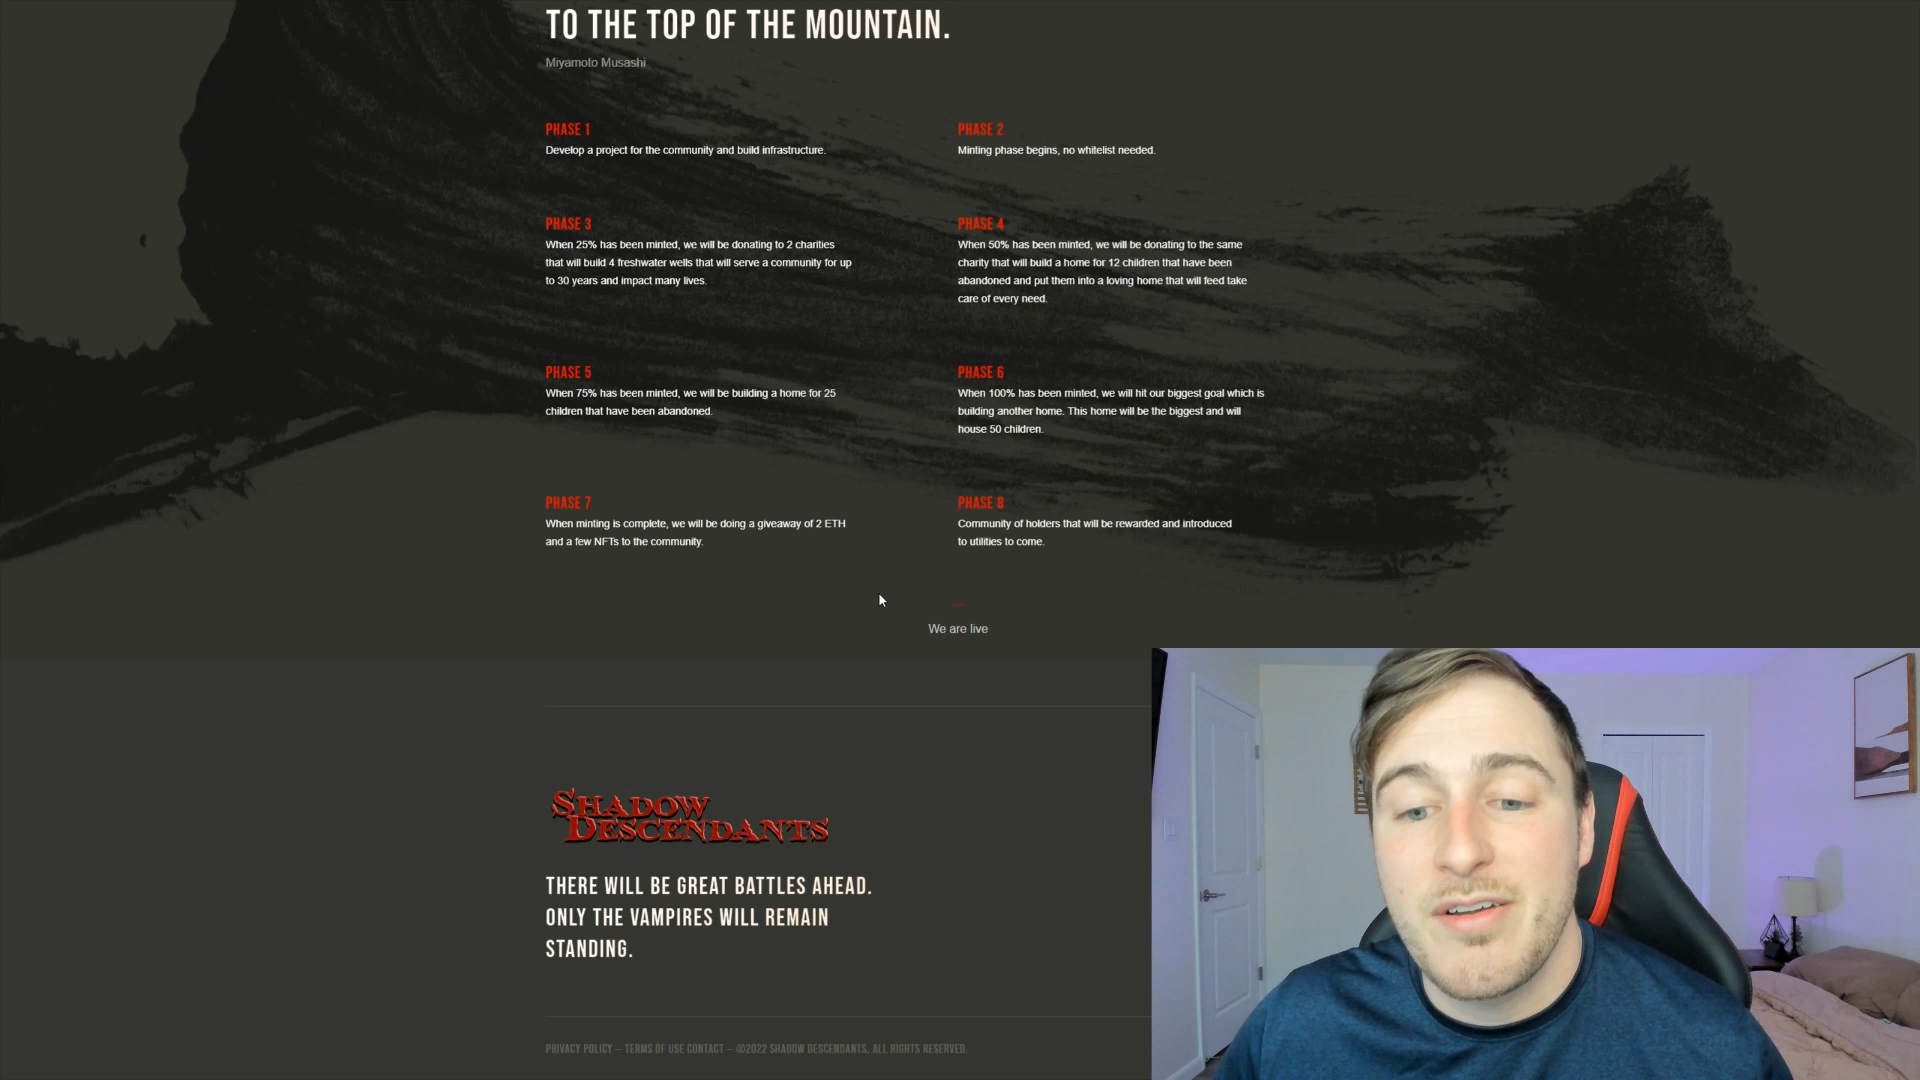 TO THE TOP OF THE MOUNTAIN.
Miyamoto Musashi
PHASE 1
Develop a project for the community and build infrastructure.
PHASE 2
Minting phase begins, no whitelist needed.
PHASE 3
When 25% has been minted, we will be donating to 2 charities
that will build 4 freshwater wells that will serve a community for up
to 30 years and impact many lives.
PHASE 4
When 50% has been minted, we will be donating to the same
charity that will build a home for 12 children that have been
abandoned and put them into a loving home that will feed take
care of every need.
PHASE 5
When 75% has been minted, we will be building a home for 25
children that have been abandoned.
PHASE 6
When 100% has been minted, we will hit our biggest goal which is
building another home. This home will be the biggest and will
house 50 children.
PHASE 7
When minting is complete, we will be doing a giveaway of 2 ETH
and a few NFTs to the community.
PHASE 8
Community of holders that will be rewarded and introduced
to utilities to come.
We are live
SHADOW
DESCENDANTS
THERE WILL BE GREAT BATTLES AHEAD.
ONLY THE VAMPIRES WILL REMAIN
STANDING.
PRIVACY POLICY – TERMS OF USE CONTACT – ©2022 SHADOW DESCENDANTS. ALL RIGHTS RESERVED.